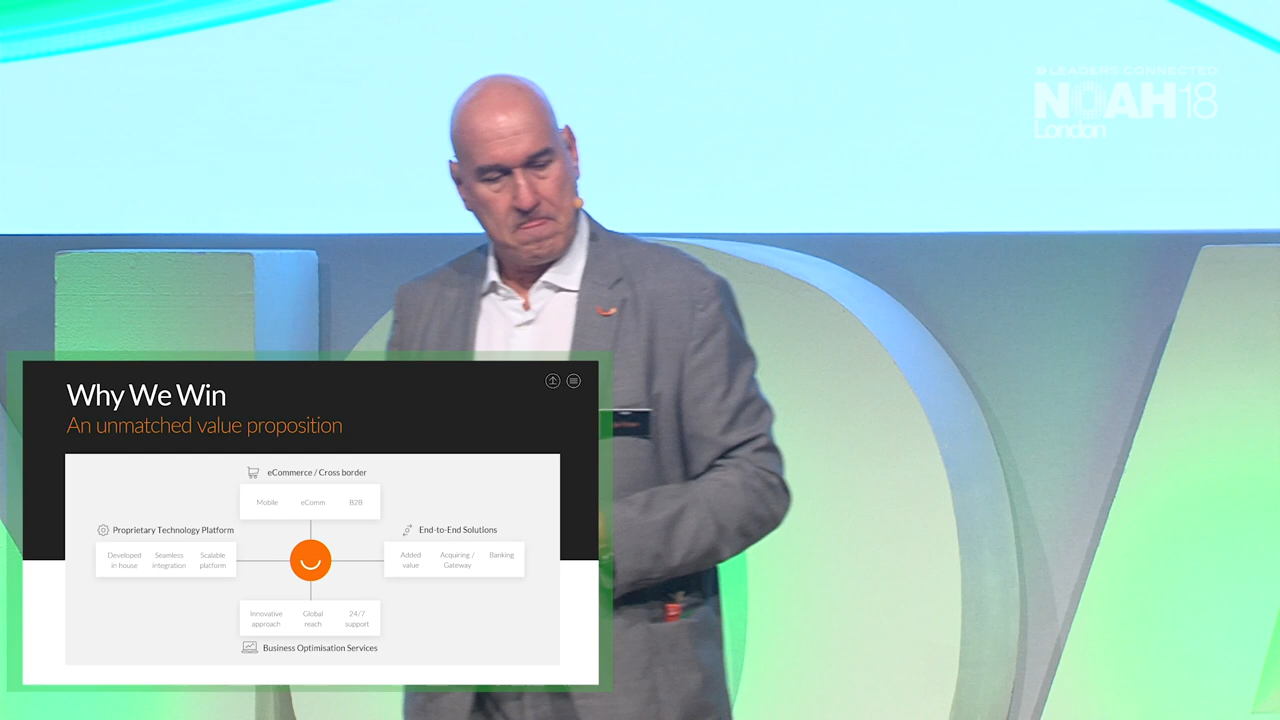 LEADERS CONNECTED
NOAH18
London
Why We Win
An unmatched value proposition
eCommerce / Cross border
Mobile eComm B2B
Proprietary Technology Platform
Developed in house
Seamless integration
Scalable platform
End-to-End Solutions
Added value
Acquiring / Gateway
Banking
Innovative approach
Global reach
24/7 support
Business Optimisation Services